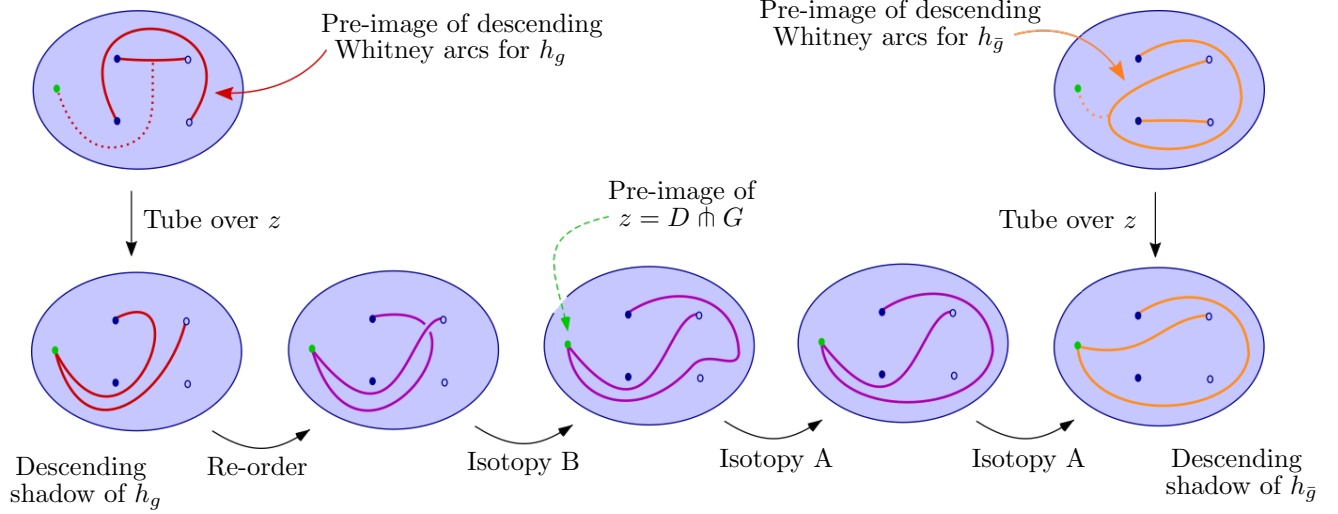 Pre-image of descending
Whitney arcs for $h_g$
Pre-image of descending
Whitney arcs for $h_{\bar{g}}$
Tube over $z$
Pre-image of
$z = D \pitchfork G$
Tube over $z$
Descending
shadow of $h_g$
Re-order
Isotopy B
Isotopy A
Isotopy A
Descending
shadow of $h_{\bar{g}}$